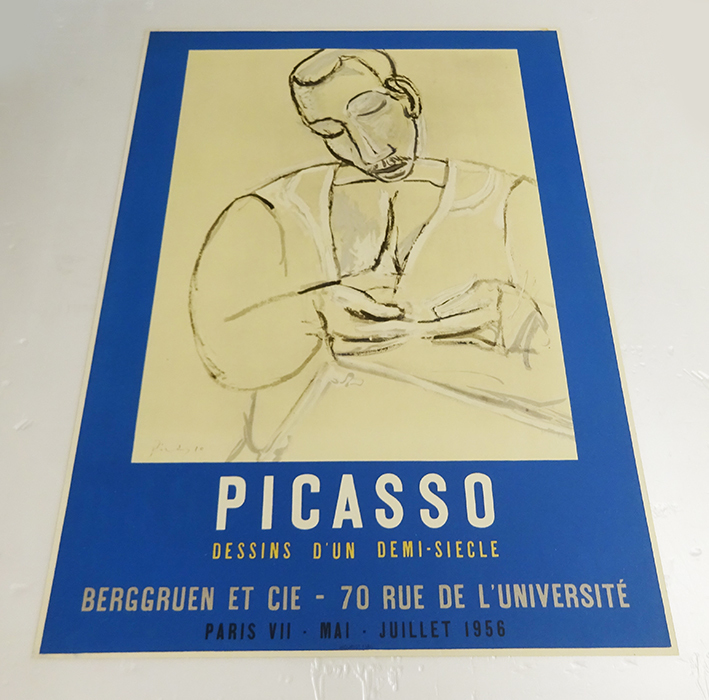 PICASSO
DESSINS D'UN DEMI-SIECLE
BERGGRUEN ET CIE - 70 RUE DE L'UNIVERSITÉ
PARIS VII · MAI · JUILLET 1956